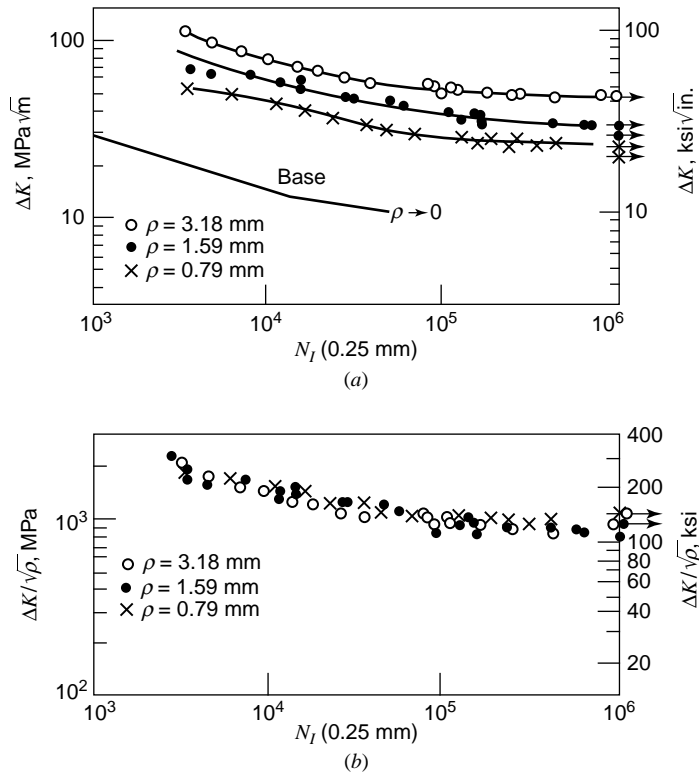 100
100
10
10
ΔK, MPa√m
ΔK, ksi√in.
Base
ρ→0
ρ = 3.18 mm
ρ = 1.59 mm
ρ = 0.79 mm
10³ 10⁴ 10⁵ 10⁶
N_I (0.25 mm)
(a)
400
200
10³
100
80
60
40
20
10²
ΔK/√ρ, MPa
ΔK/√ρ, ksi
ρ = 3.18 mm
ρ = 1.59 mm
ρ = 0.79 mm
10³ 10⁴ 10⁵ 10⁶
N_I (0.25 mm)
(b)